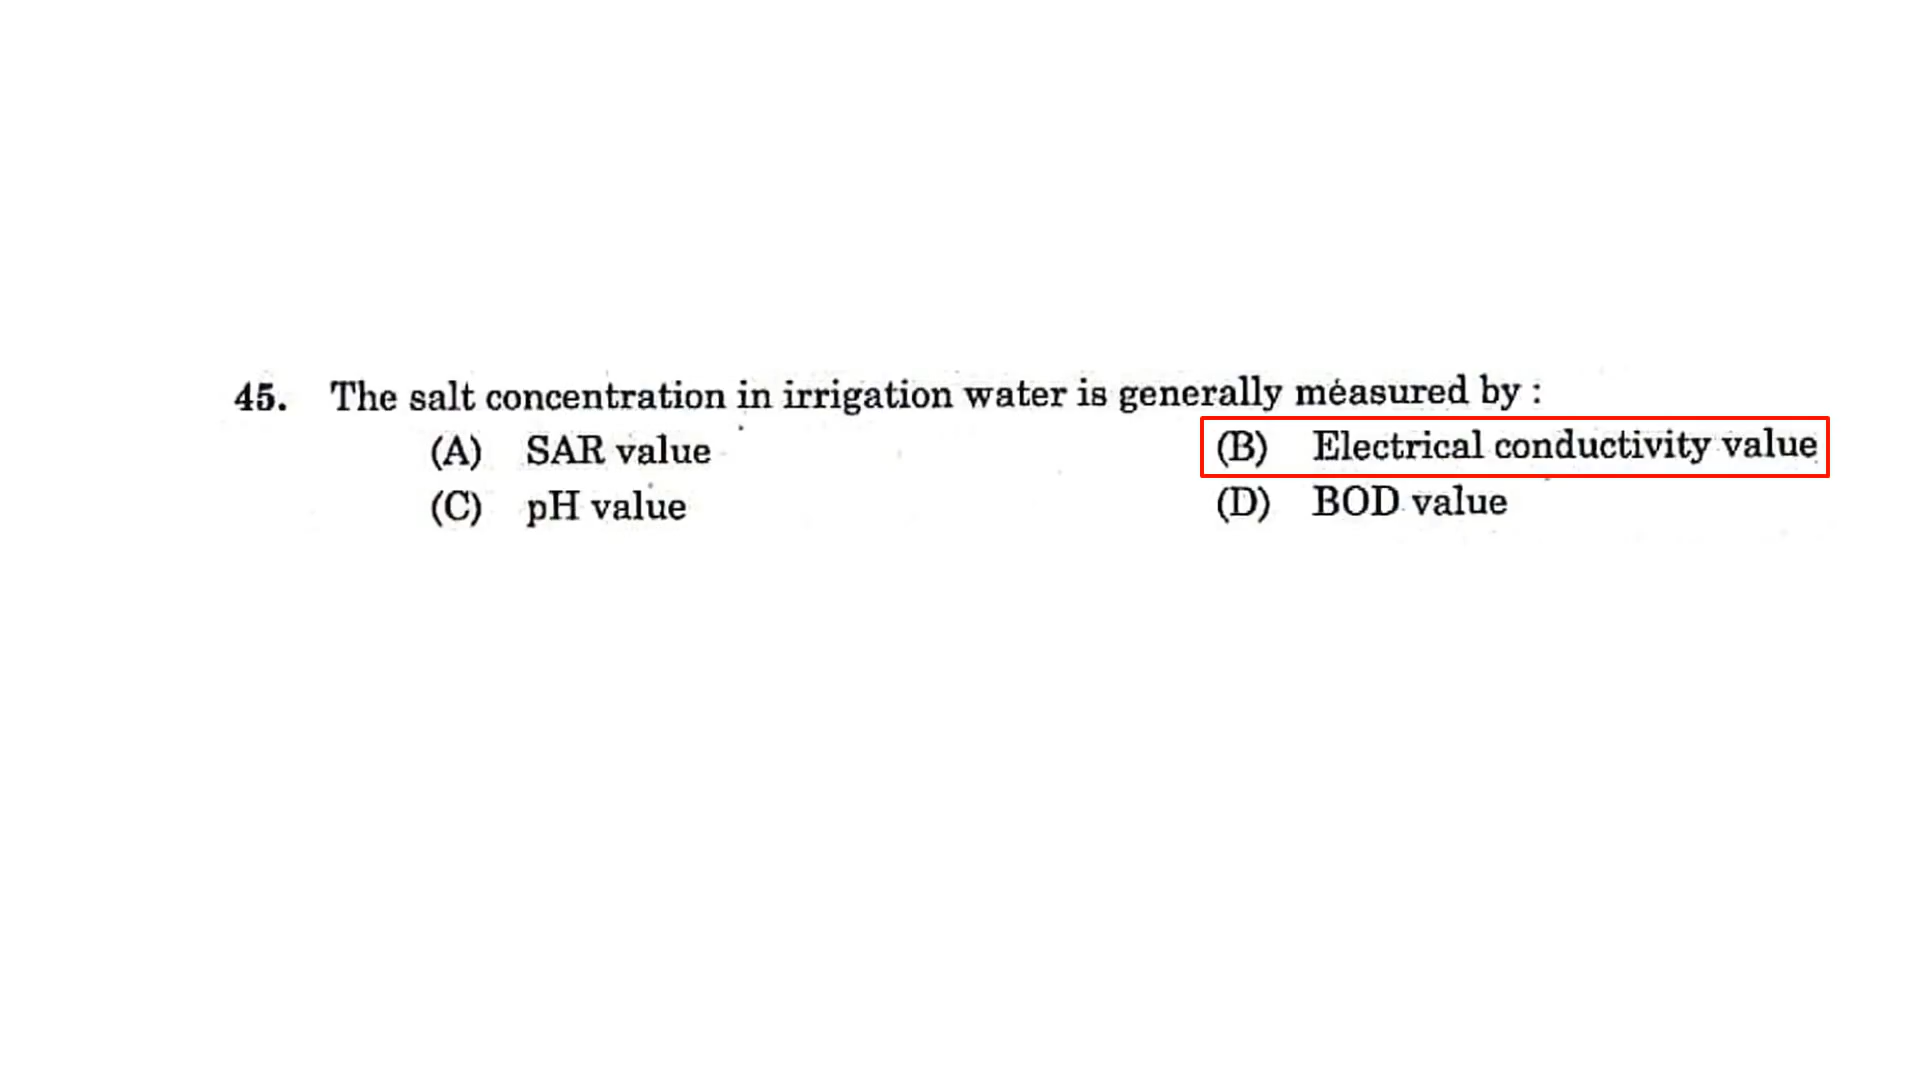 45. The salt concentration in irrigation water is generally measured by :
(A) SAR value (B) Electrical conductivity value
(C) pH value (D) BOD value